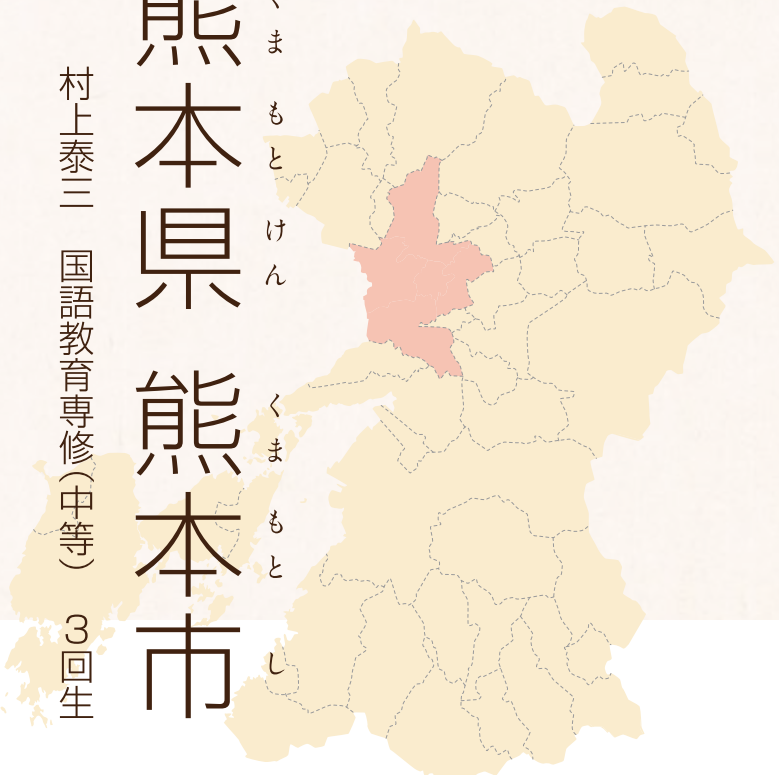 くまもとけん
熊本県
くまもとし
熊本市
村上泰三　国語教育専修（中等）　3回生